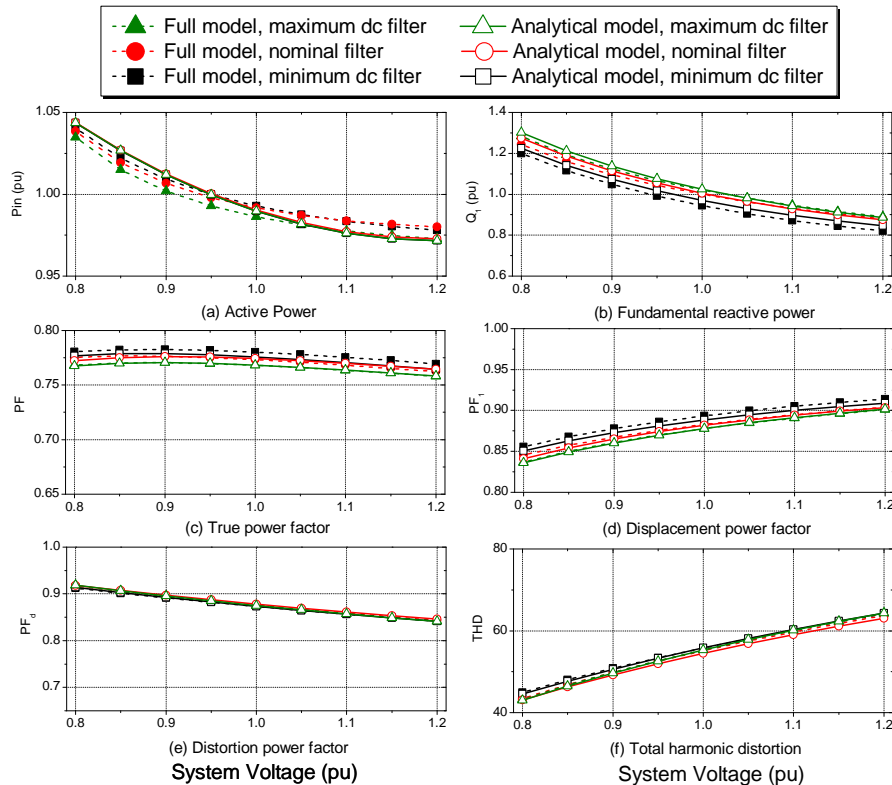 Full model, maximum dc filter
Analytical model, maximum dc filter
Full model, nominal filter
Analytical model, nominal filter
Full model, minimum dc filter
Analytical model, minimum dc filter
1.05
1.00
0.95
Pin (pu)
0.8 0.9 1.0 1.1 1.2
(a) Active Power
1.4
1.2
1.0
0.8
0.6
Q1 (pu)
0.8 0.9 1.0 1.1 1.2
(b) Fundamental reactive power
0.80
0.75
0.70
0.65
PF
0.8 0.9 1.0 1.1 1.2
(c) True power factor
1.00
0.95
0.90
0.85
0.80
PF1
0.8 0.9 1.0 1.1 1.2
(d) Displacement power factor
1.0
0.9
0.8
0.7
PFd
0.8 0.9 1.0 1.1 1.2
(e) Distortion power factor
System Voltage (pu)
80
60
40
THD
0.8 0.9 1.0 1.1 1.2
(f) Total harmonic distortion
System Voltage (pu)